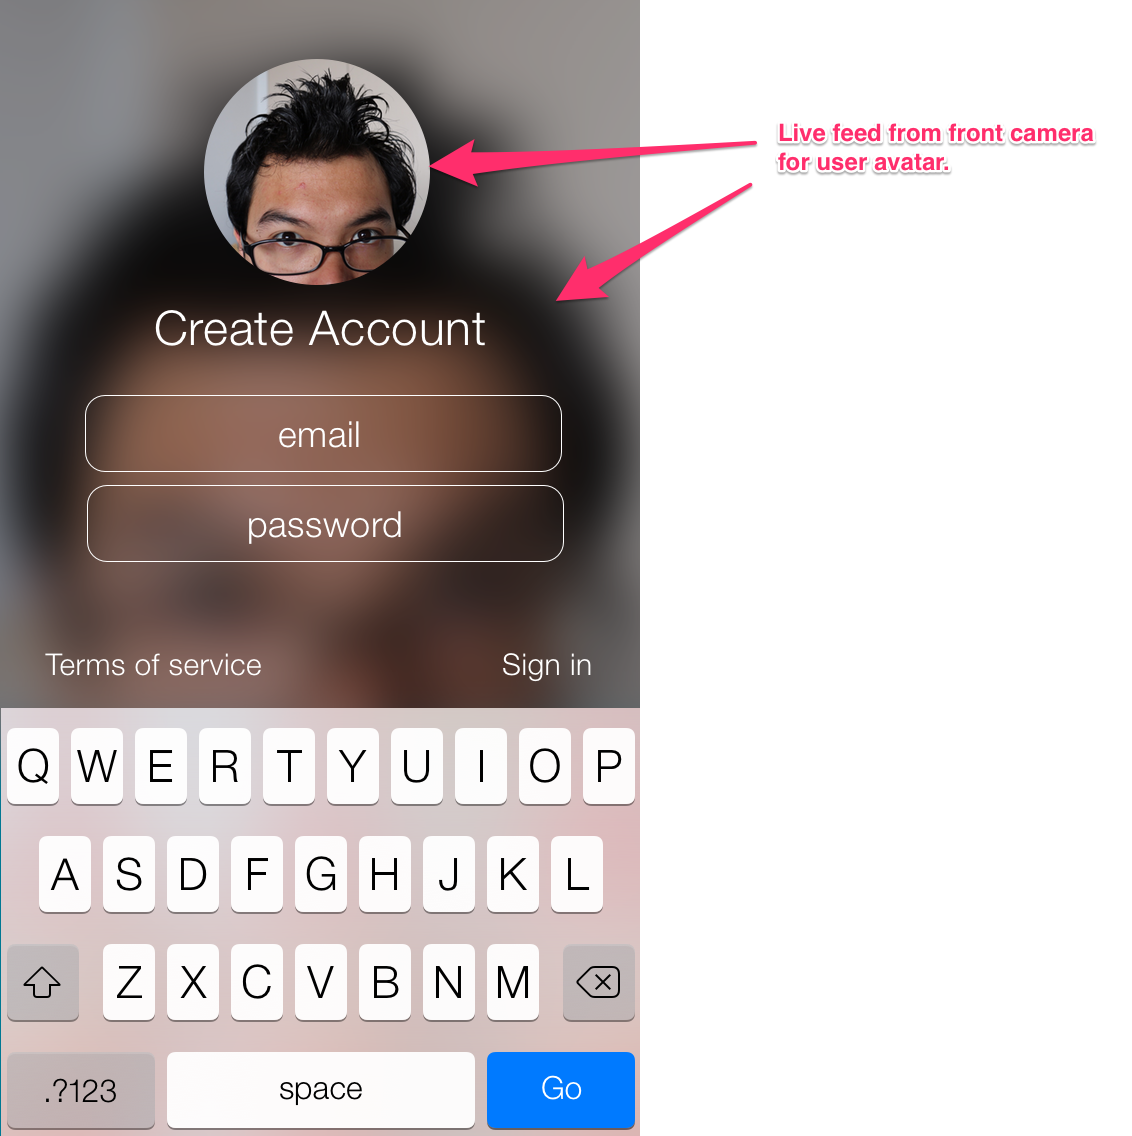 Live feed from front camera
for user avatar.
Create Account
email
password
Terms of service
Sign in
Q W E R T Y U I O P
A S D F G H J K L
Z X C V B N M
.?123 space Go